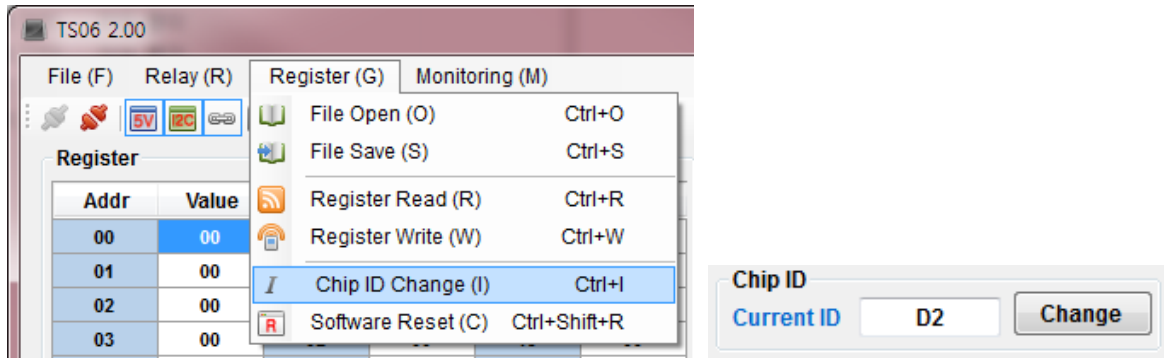 TS06 2.00
File (F) Relay (R) Register (G) Monitoring (M)
5V I2C
File Open (O) Ctrl+O
File Save (S) Ctrl+S
Register Read (R) Ctrl+R
Register Write (W) Ctrl+W
I Chip ID Change (I) Ctrl+I
R Software Reset (C) Ctrl+Shift+R
Register
Addr Value
00 00
01 00
02 00
03 00
Chip ID
Current ID D2 Change